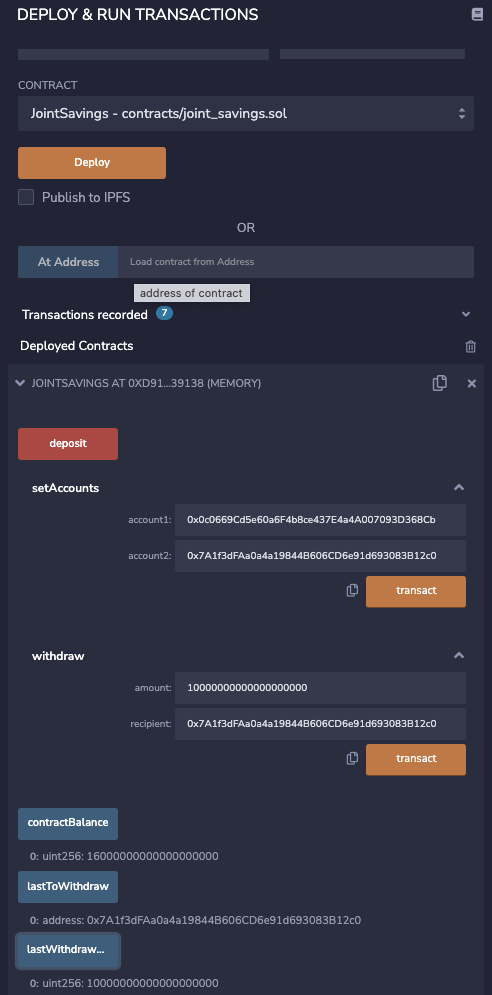 DEPLOY & RUN TRANSACTIONS
CONTRACT
JointSavings - contracts/joint_savings.sol
Deploy
Publish to IPFS
OR
At Address Load contract from Address
address of contract
Transactions recorded 7
Deployed Contracts
JOINTSAVINGS AT 0XD91...39138 (MEMORY)
deposit
setAccounts
account1: 0x0c0669Cd5e60a6F4b8ce437E4a4A007093D368Cb
account2: 0x7A1f3dFAa0a4a19844B606CD6e91d693083B12c0
transact
withdraw
amount: 10000000000000000000
recipient: 0x7A1f3dFAa0a4a19844B606CD6e91d693083B12c0
transact
contractBalance
0: uint256: 16000000000000000000
lastToWithdraw
0: address: 0x7A1f3dFAa0a4a19844B606CD6e91d693083B12c0
lastWithdraw...
0: uint256: 10000000000000000000